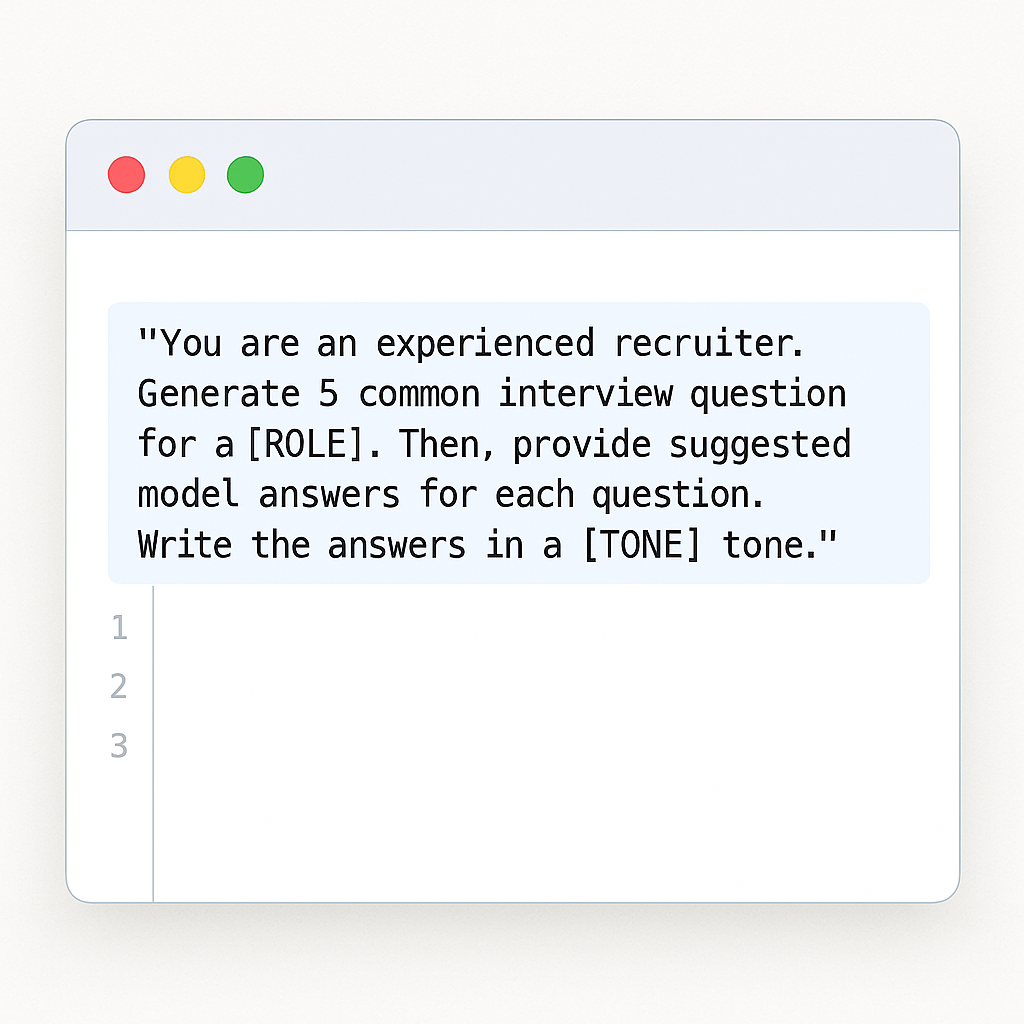 "You are an experienced recruiter.
Generate 5 common interview question
for a [ROLE]. Then, provide suggested
model answers for each question.
Write the answers in a [TONE] tone."
1
2
3